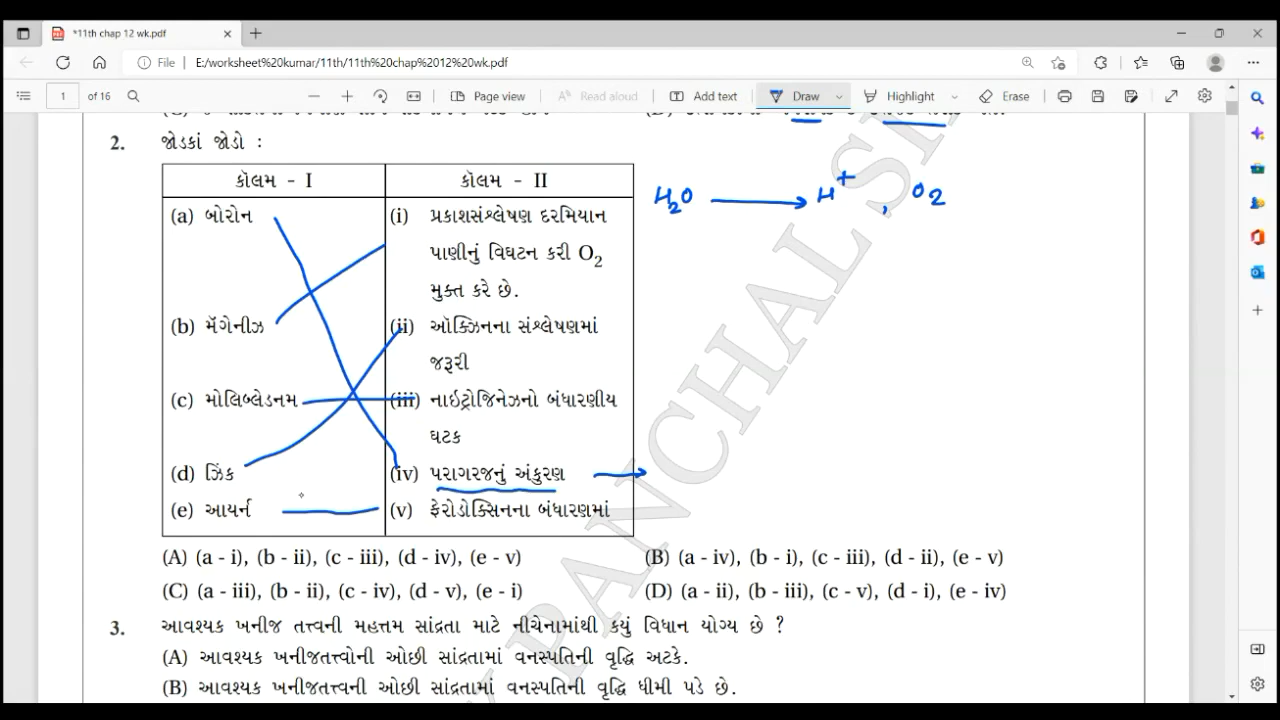 *11th chap 12 wk.pdf
File | E:/worksheet%20kumar/11th/11th%20chap%2012%20wk.pdf
1 of 16 Page view Read aloud Add text Draw Highlight Erase
2. જોડકાં જોડો :
કૉલમ - I કૉલમ - II
(a) બોરોન (i) પ્રકાશસંશ્લેષણ દરમિયાન
પાણીનું વિઘટન કરી O2
મુક્ત કરે છે.
H2O → H+ , O2
(b) મૅંગેનીઝ (ii) ઑક્ઝિનના સંશ્લેષણમાં
જરૂરી
(c) મોલિબ્લેડનમ (iii) નાઇટ્રોજિનેઝનો બંધારણીય
ઘટક
(d) ઝિંક (iv) પરાગરજનું અંકુરણ →
(e) આયર્ન (v) ફેરોડોક્સિનના બંધારણમાં
(A) (a - i), (b - ii), (c - iii), (d - iv), (e - v) (B) (a - iv), (b - i), (c - iii), (d - ii), (e - v)
(C) (a - iii), (b - ii), (c - iv), (d - v), (e - i) (D) (a - ii), (b - iii), (c - v), (d - i), (e - iv)
3. આવશ્યક ખનીજ તત્ત્વની મહત્તમ સાંદ્રતા માટે નીચેનામાંથી કયું વિધાન યોગ્ય છે ?
(A) આવશ્યક ખનીજતત્ત્વોની ઓછી સાંદ્રતામાં વનસ્પતિની વૃદ્ધિ અટકે.
(B) આવશ્યક ખનીજતત્ત્વની ઓછી સાંદ્રતામાં વનસ્પતિની વૃદ્ધિ ધીમી પડે છે.
PANCHALS